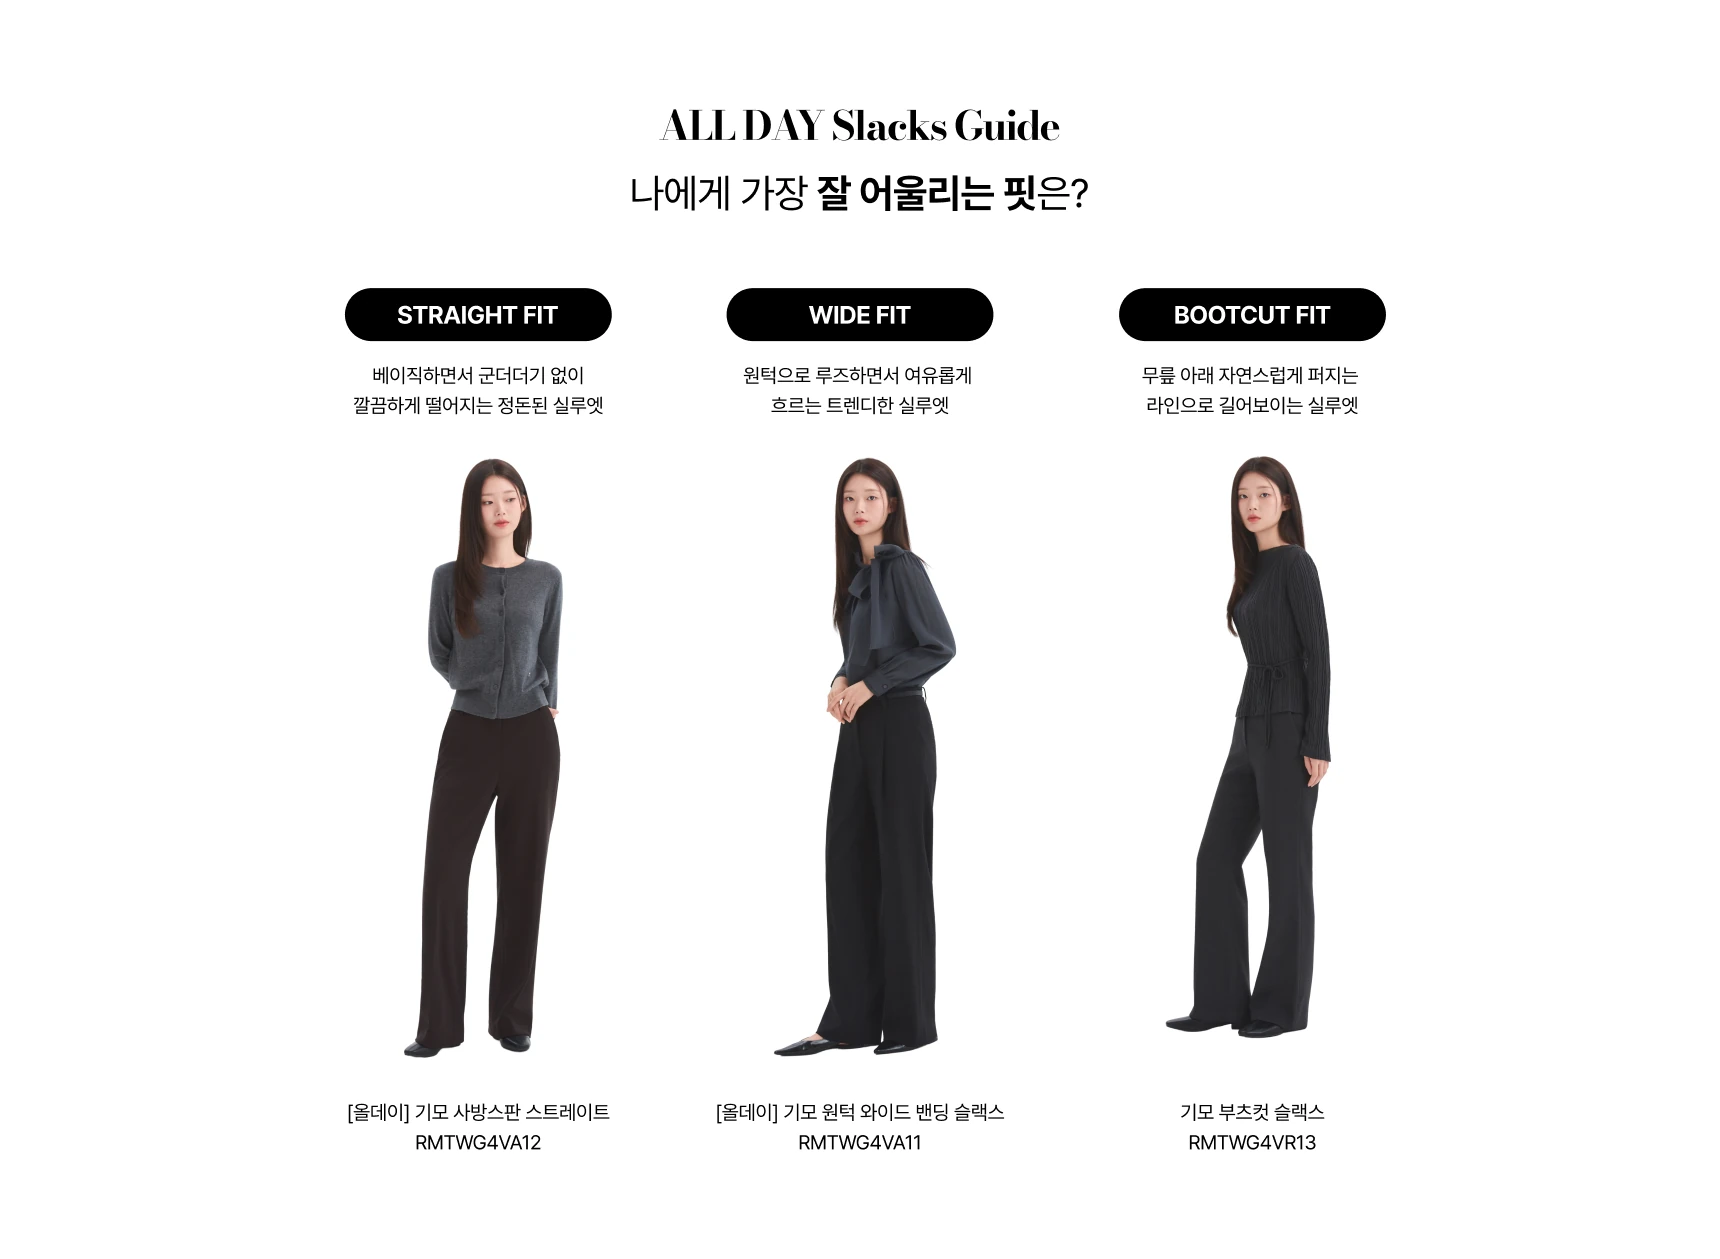 ALL DAY Slacks Guide
나에게 가장 잘 어울리는 핏은?
STRAIGHT FIT
베이직하면서 군더더기 없이
깔끔하게 떨어지는 정돈된 실루엣
[올데이] 기모 사방스판 스트레이트
RMTWG4VA12
WIDE FIT
원턱으로 루즈하면서 여유롭게
흐르는 트렌디한 실루엣
[올데이] 기모 원턱 와이드 밴딩 슬랙스
RMTWG4VA11
BOOTCUT FIT
무릎 아래 자연스럽게 퍼지는
라인으로 길어보이는 실루엣
기모 부츠컷 슬랙스
RMTWG4VR13